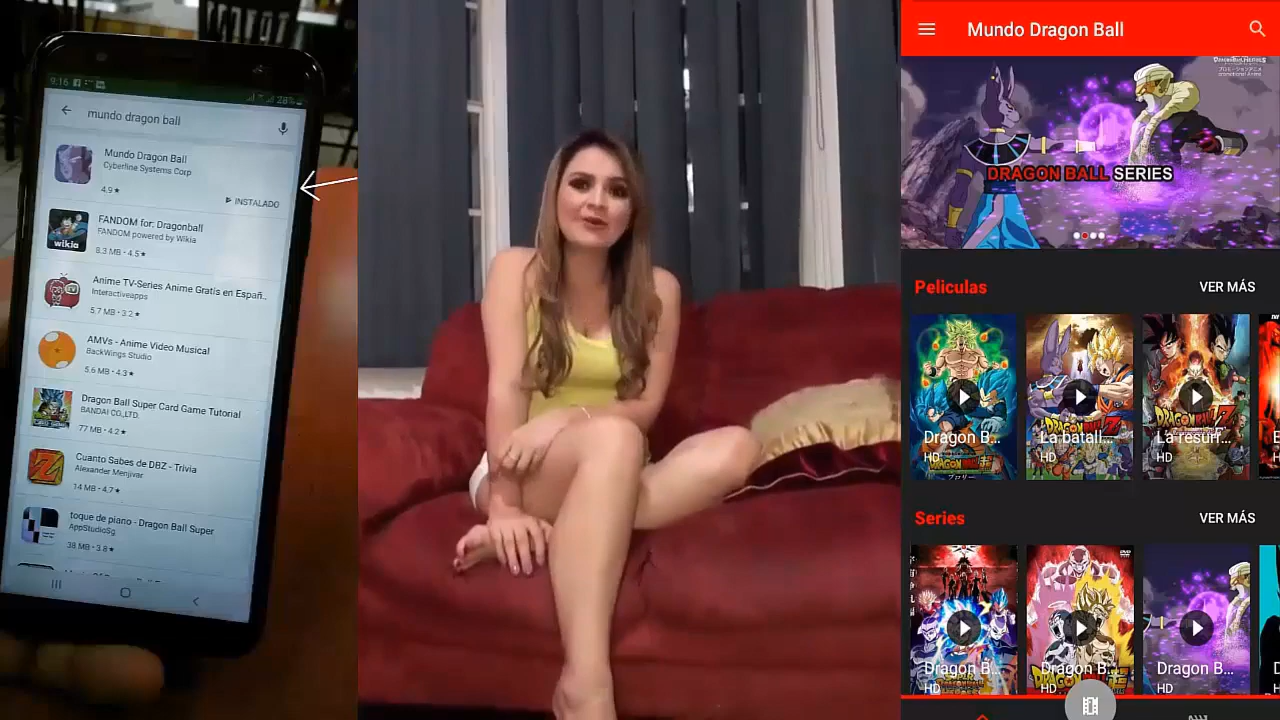 9:16
28%
mundo dragon ball
Mundo Dragon Ball
Cyberline Systems Corp
4.9 ★
INSTALADO
FANDOM for: Dragonball
FANDOM powered by Wikia
wikia
8.3 MB • 4.5 ★
Anime TV-Series Anime Gratis en Españ..
Interactiveapps
5.7 MB • 3.2 ★
AMVs - Anime Video Musical
BackWings Studio
5.6 MB • 4.3 ★
Dragon Ball Super Card Game Tutorial
BANDAI CO.,LTD.
77 MB • 4.2 ★
Cuanto Sabes de DBZ - Trivia
Alexander Menjivar
14 MB • 4.7 ★
toque de piano - Dragon Ball Super
AppStudioSg
38 MB • 3.8 ★
Mundo Dragon Ball
DRAGON BALL SERIES
Peliculas
VER MÁS
Dragon B...
HD
La batall...
HD
La resurr...
HD
Series
VER MÁS
Dragon B...
HD
Dragon B...
HD
Dragon B...
HD